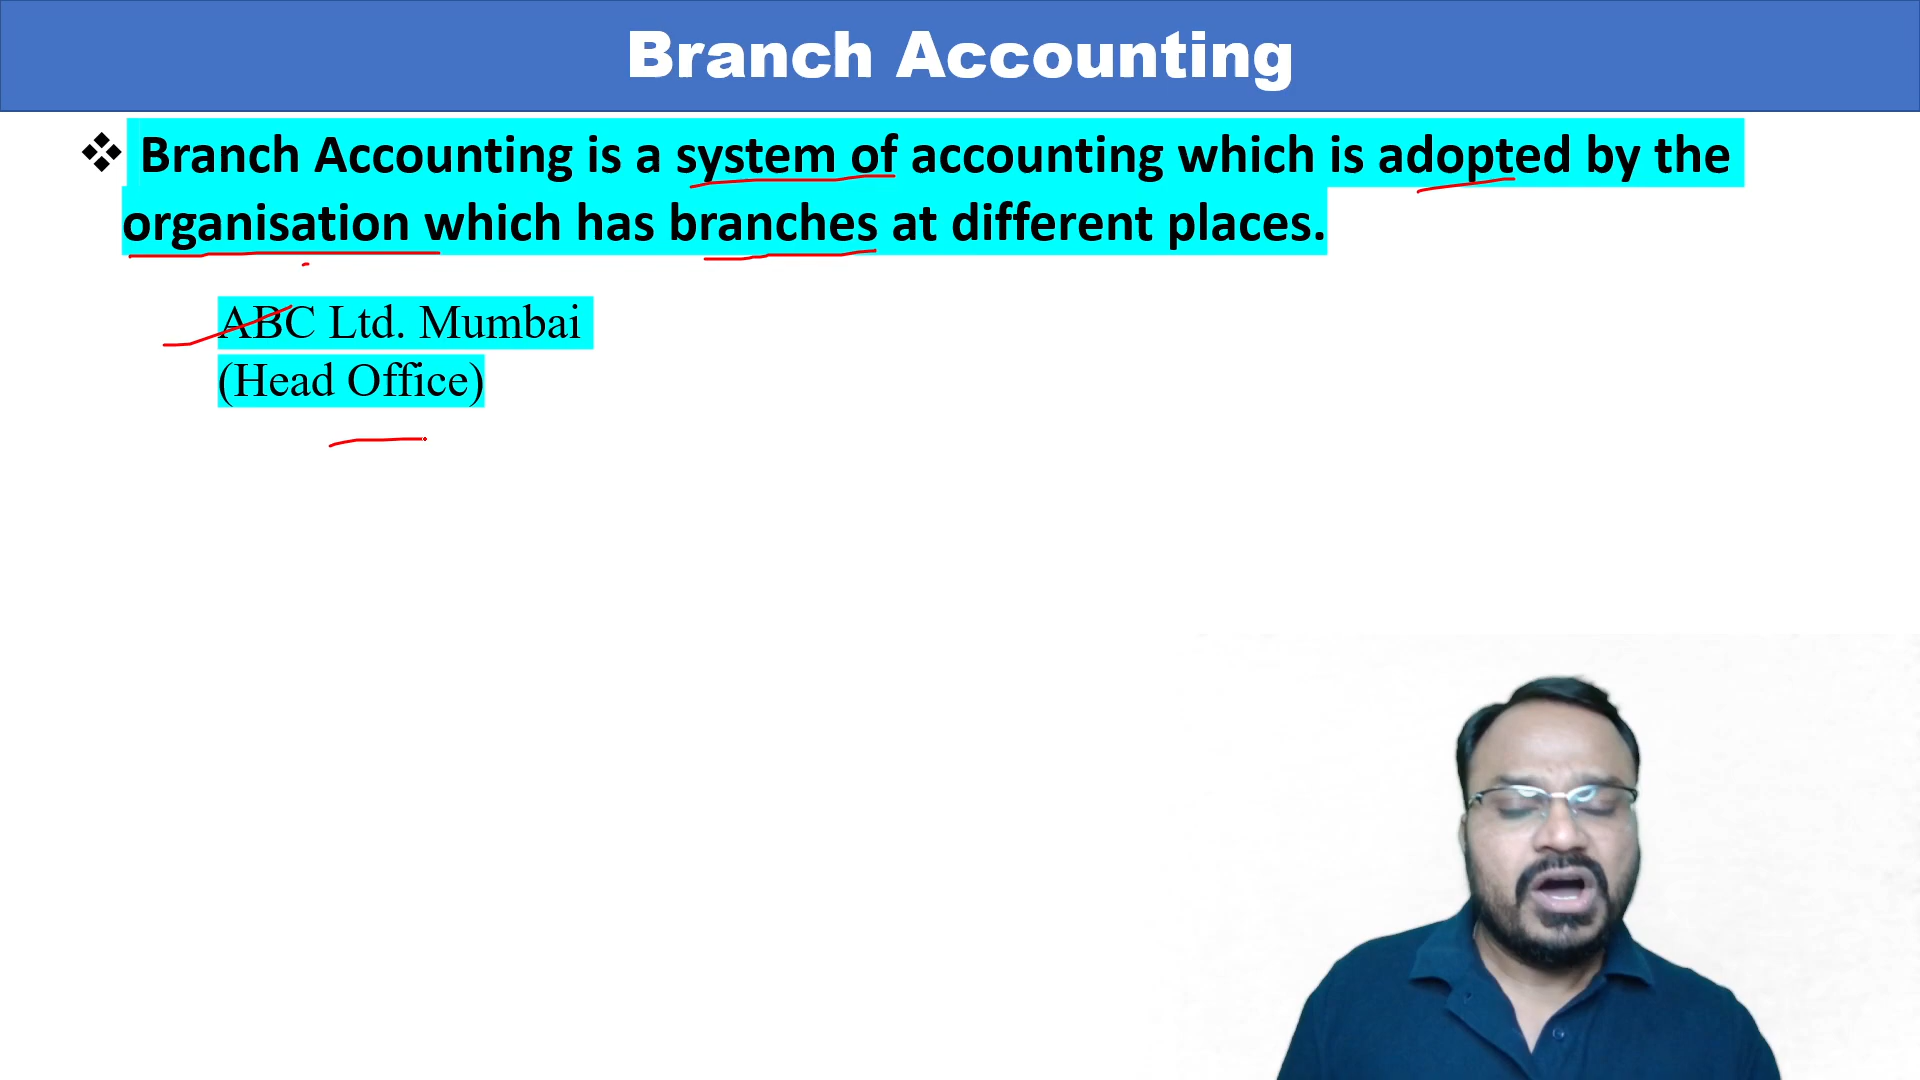 Branch Accounting
Branch Accounting is a system of accounting which is adopted by the
organisation which has branches at different places.
ABC Ltd. Mumbai
(Head Office)